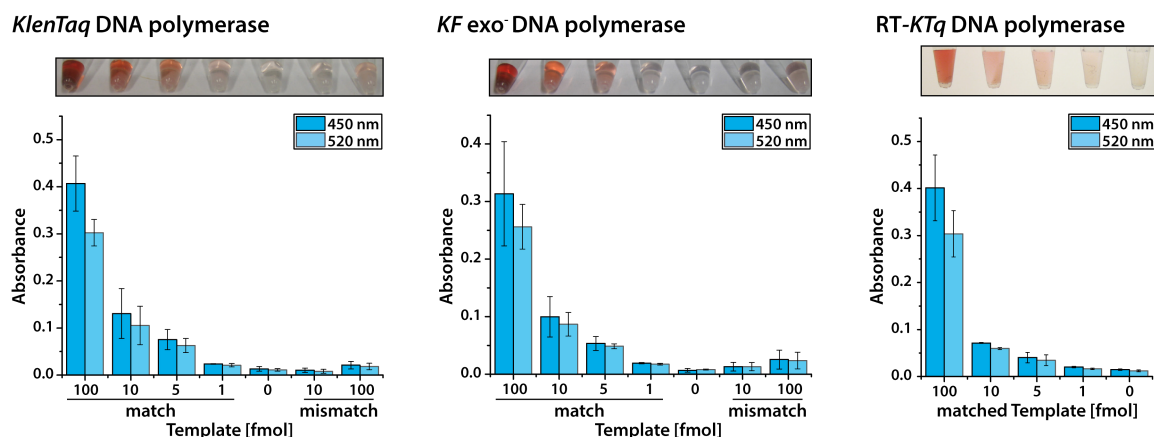 KlenTaq DNA polymerase
0.5
0.4
0.3
0.2
0.1
0.0
Absorbance
450 nm
520 nm
100 10 5 1 0 10 100
match mismatch
Template [fmol]
KF exo⁻ DNA polymerase
0.4
0.3
0.2
0.1
0.0
Absorbance
450 nm
520 nm
100 10 5 1 0 10 100
match mismatch
Template [fmol]
RT-KTq DNA polymerase
0.5
0.4
0.3
0.2
0.1
0.0
Absorbance
450 nm
520 nm
100 10 5 1 0
matched Template [fmol]